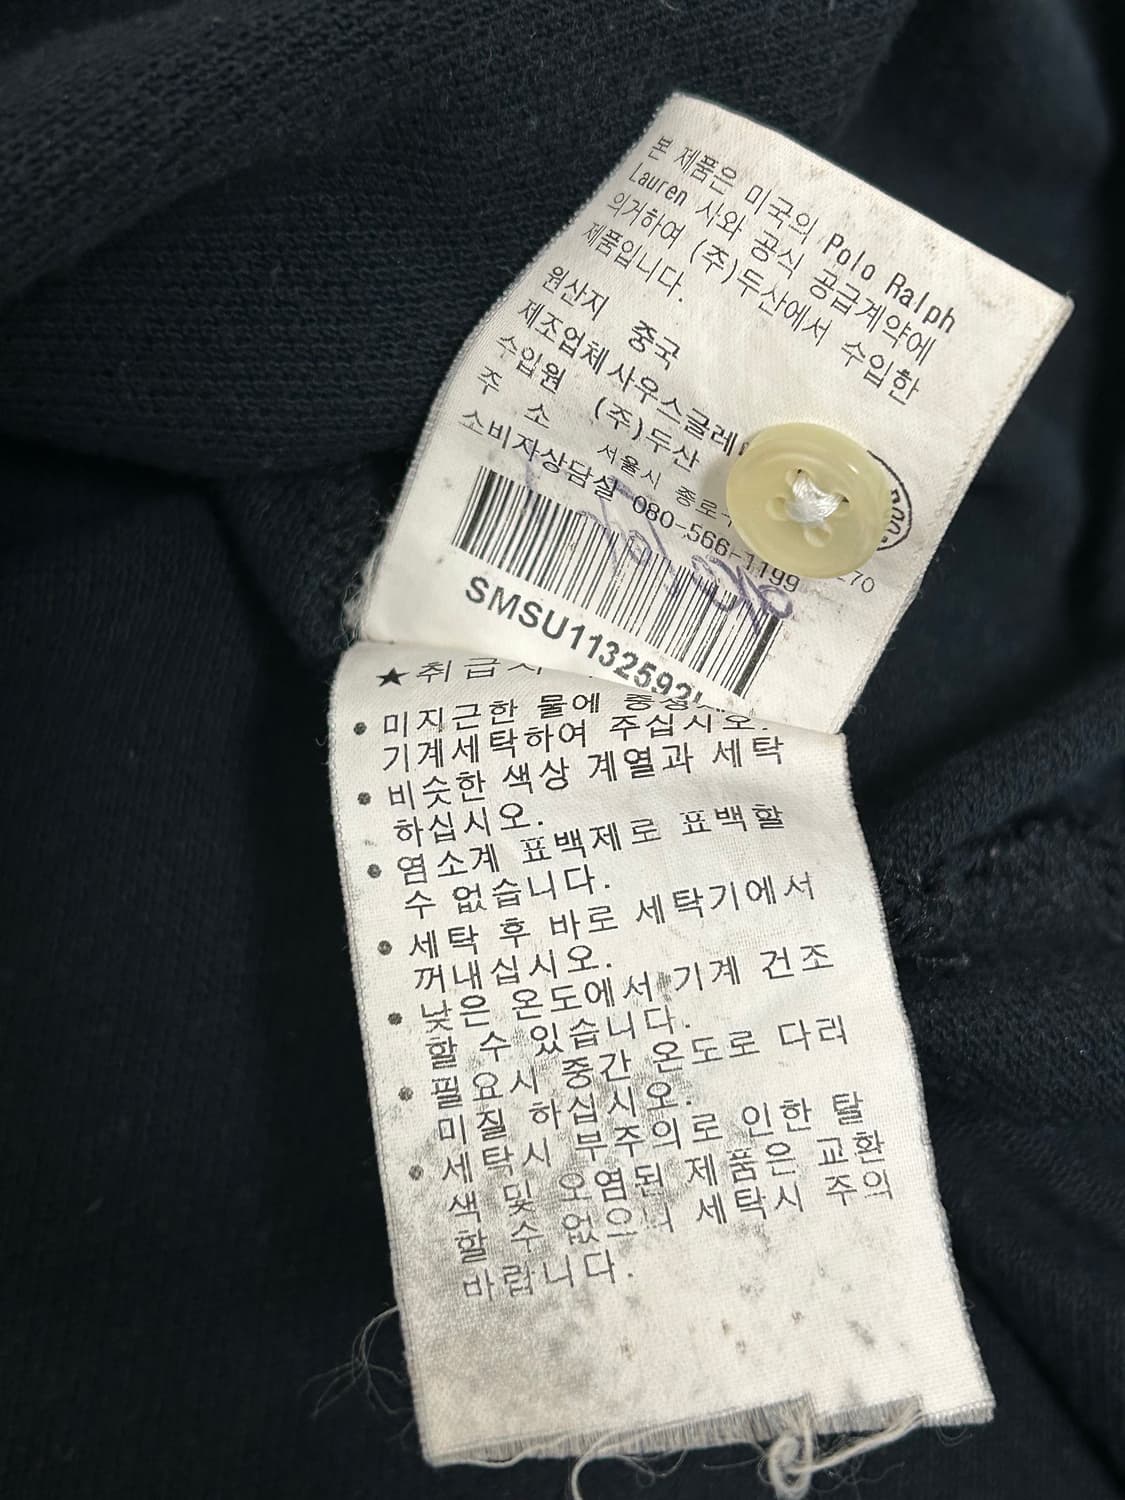 본 제품은 미국의 Polo Ralph
Lauren 사와 공식 공급계약에
의거하여 (주)두산에서 수입한
제품입니다.
원산지 중국
제조업체 사우스글레
수입원 (주)두산
주 소 서울시 종로구 270
소비자상담실 080-566-1199
SMSU1132592
★취급시
• 미지근한 물에 중성세
기계세탁하여 주십시오.
• 비슷한 색상 계열과 세탁
하십시오.
• 염소계 표백제로 표백할
수 없습니다.
• 세탁 후 바로 세탁기에서
꺼내십시오.
• 낮은 온도에서 기계 건조
할 수 있습니다.
• 필요시 중간 온도로 다리
미질 하십시오.
• 세탁시 부주의로 인한 탈
색 및 오염된 제품은 교환
할 수 없으니 세탁시 주의
바랍니다.